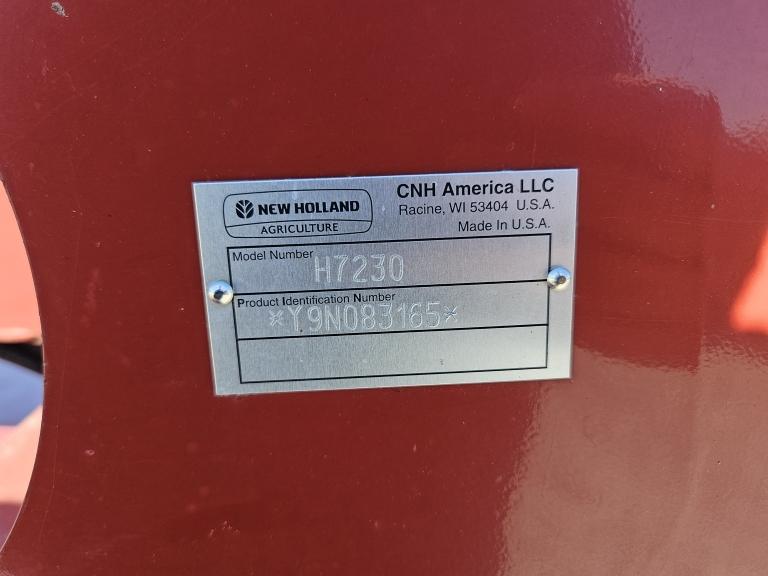 NEW HOLLAND
AGRICULTURE
CNH America LLC
Racine, WI 53404 U.S.A.
Made In U.S.A.
Model Number
H7230
Product Identification Number
*Y9N083165*